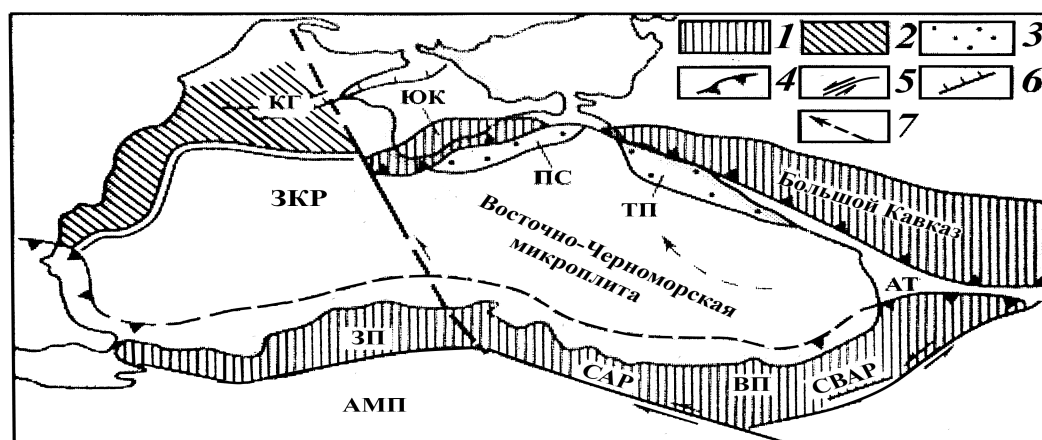 1
2
3
4
5
6
7
КГ
ЮК
ПС
ТП
ЗКР
Большой Кавказ
Восточно-Черноморская
микроплита
АТ
ЗП
САР
ВП
СВАР
АМП